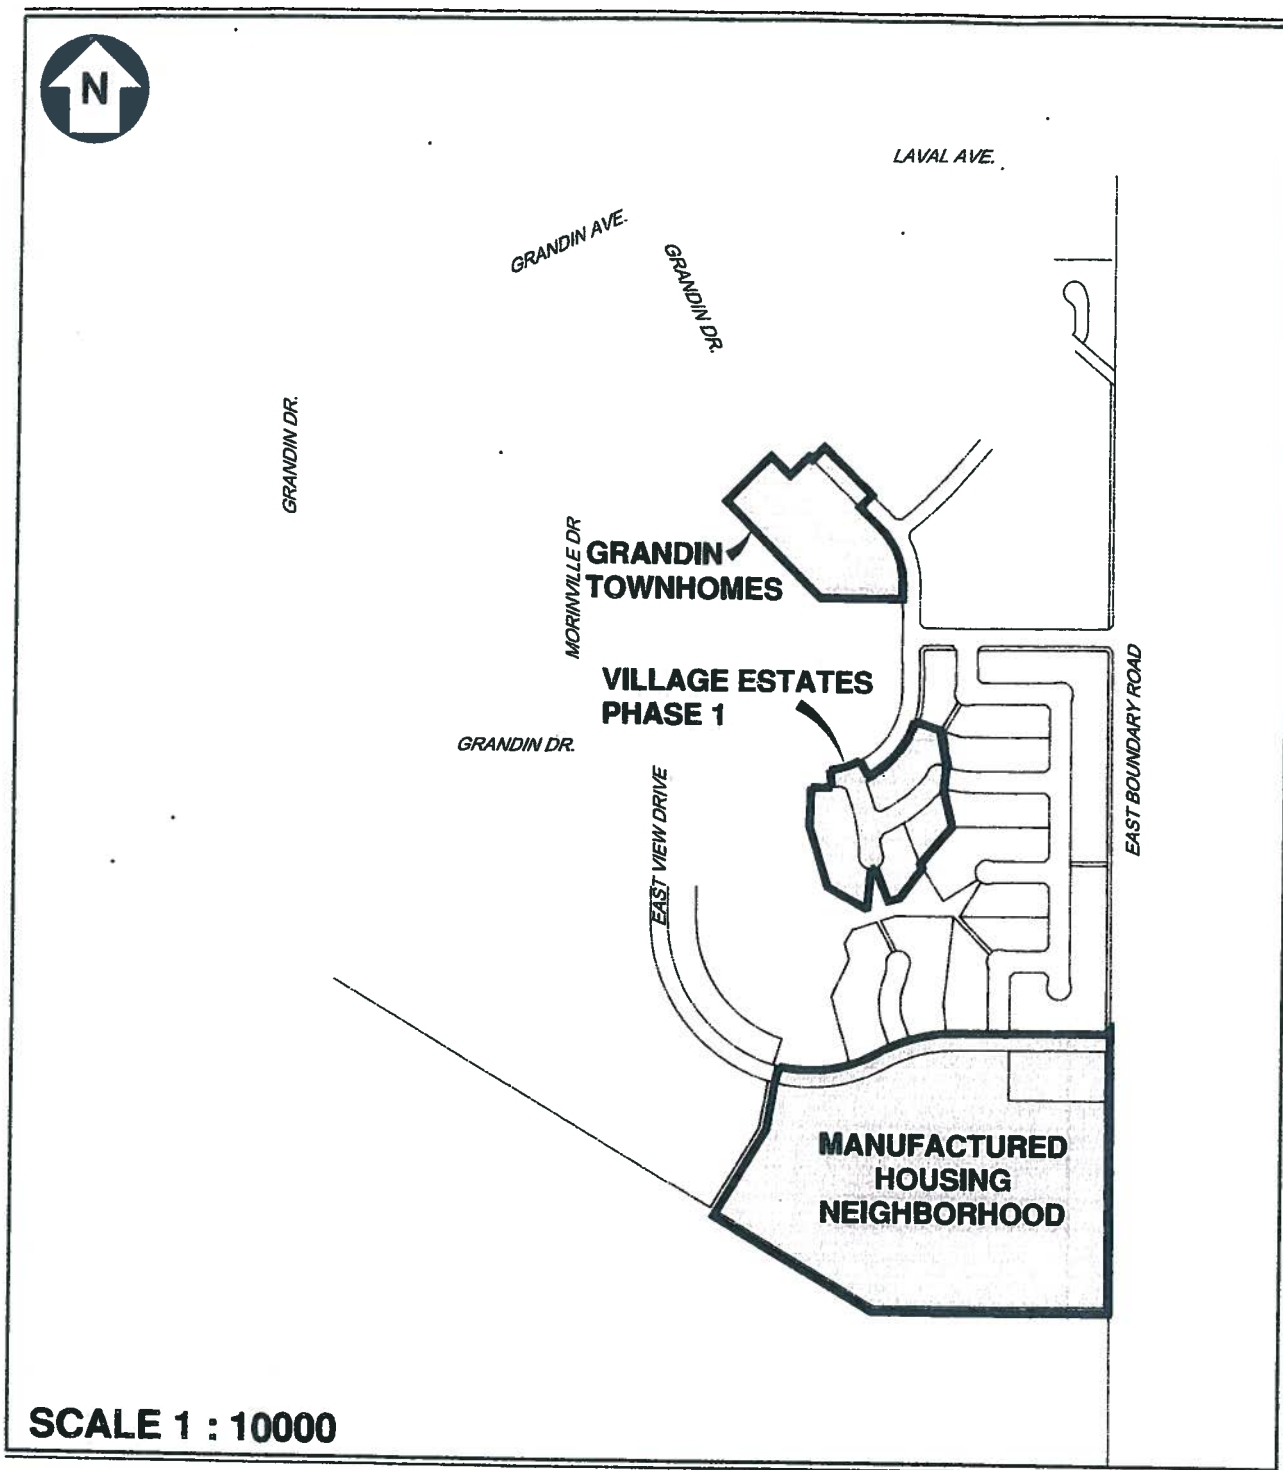 N
LAVAL AVE.
GRANDIN AVE.
GRANDIN DR.
GRANDIN DR.
MORINVILLE DR
GRANDIN
TOWNHOMES
VILLAGE ESTATES
PHASE 1
EAST BOUNDARY ROAD
GRANDIN DR.
EAST VIEW DRIVE
MANUFACTURED
HOUSING
NEIGHBORHOOD
SCALE 1 : 10000